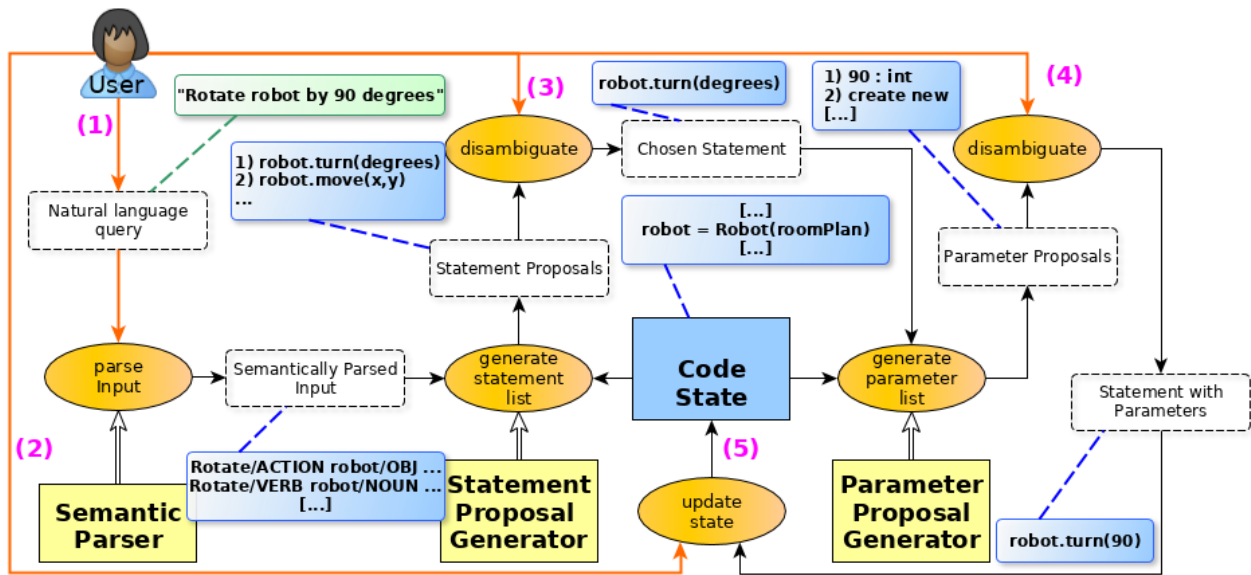 User
(1)
"Rotate robot by 90 degrees"
(3)
robot.turn(degrees)
1) 90 : int
2) create new
[...]
(4)
disambiguate
Chosen Statement
disambiguate
1) robot.turn(degrees)
2) robot.move(x,y)
...
Natural language
query
[...]
robot = Robot(roomPlan)
[...]
Statement Proposals
Parameter Proposals
parse
Input
Semantically Parsed
Input
generate
statement
list
Code
State
generate
parameter
list
Statement with
Parameters
(2)
(5)
Rotate/ACTION robot/OBJ ...
Rotate/VERB robot/NOUN ...
[...]
Semantic
Parser
Statement
Proposal
Generator
update
state
Parameter
Proposal
Generator
robot.turn(90)